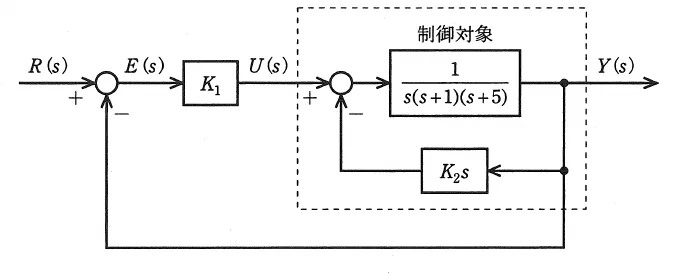 制御対象
R(s) E(s) K₁ U(s) 1 Y(s)
+ − + − s(s+1)(s+5)
K₂s